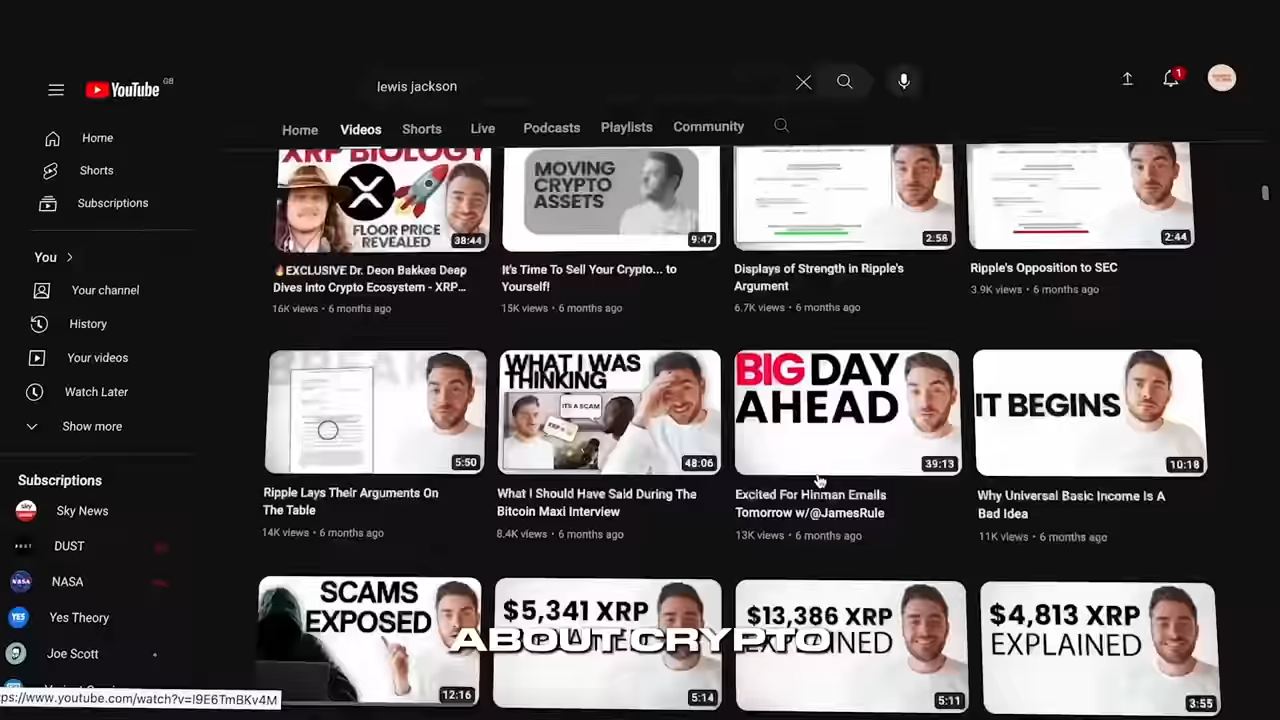 YouTube GB
lewis jackson
1
Home
Videos
Shorts
Live
Podcasts
Playlists
Community
Home
Shorts
Subscriptions
You
Your channel
History
Your videos
Watch Later
Show more
Subscriptions
Sky News
DUST
NASA
Yes Theory
Joe Scott
XRP BIOLOGY
X
FLOOR PRICE
REVEALED
38:44
MOVING
CRYPTO
ASSETS
9:47
2:58
2:44
EXCLUSIVE Dr. Deon Bakkes Deep
Dives into Crypto Ecosystem - XRP...
16K views • 6 months ago
It's Time To Sell Your Crypto... to
Yourself!
15K views • 6 months ago
Displays of Strength in Ripple's
Argument
6.7K views • 6 months ago
Ripple's Opposition to SEC
3.9K views • 6 months ago
5:50
WHAT I WAS
THINKING
ITS A SCAM
48:06
BIG DAY
AHEAD
39:13
IT BEGINS
10:18
Ripple Lays Their Arguments On
The Table
14K views • 6 months ago
What I Should Have Said During The
Bitcoin Maxi Interview
8.4K views • 6 months ago
Excited For Hinman Emails
Tomorrow w/@JamesRule
13K views • 6 months ago
Why Universal Basic Income Is A
Bad Idea
11K views • 6 months ago
SCAMS
EXPOSED
12:16
$5,341 XRP
5:14
$13,386 XRP
EXPLAINED
5:11
$4,813 XRP
EXPLAINED
3:55
ABOUT CRYPTO
ps://www.youtube.com/watch?v=I9E6TmBKv4M